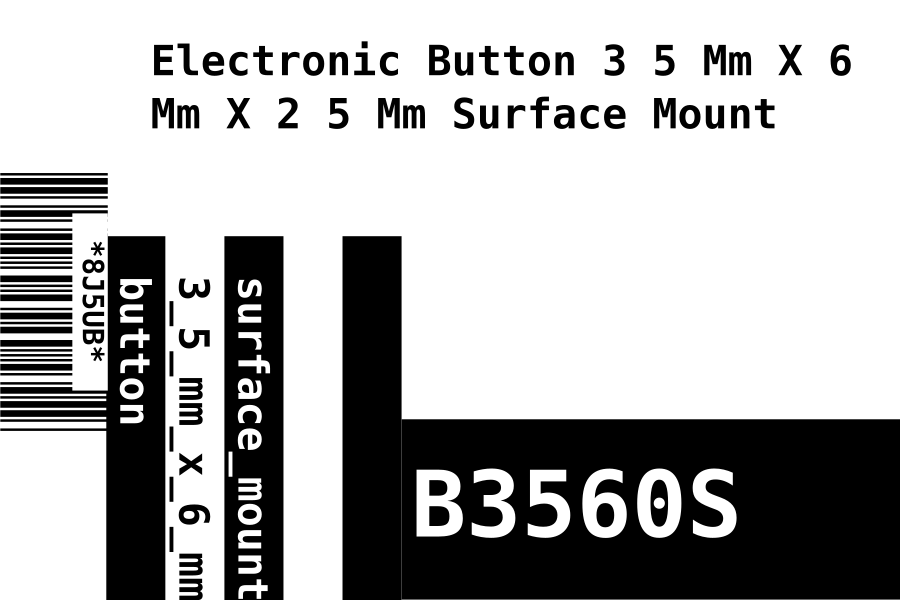 Electronic Button 3 5 Mm X 6
Mm X 2 5 Mm Surface Mount
*8J5UB*
button
3_5_mm_x_6_mm
surface_mount
B3560S